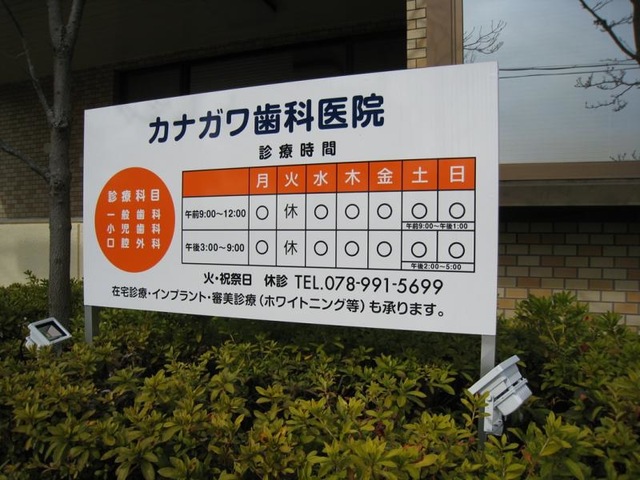 カナガワ歯科医院
診療時間
診療科目
一般歯科
小児歯科
口腔外科
月 火 水 木 金 土 日
午前9:00～12:00 ○ 休 ○ ○ ○ ○ ○
午前9:00～午後1:00
午後3:00～9:00 ○ 休 ○ ○ ○ ○ ○
午後2:00～5:00
火・祝祭日 休診 TEL.078-991-5699
在宅診療・インプラント・審美診療（ホワイトニング等）も承ります。